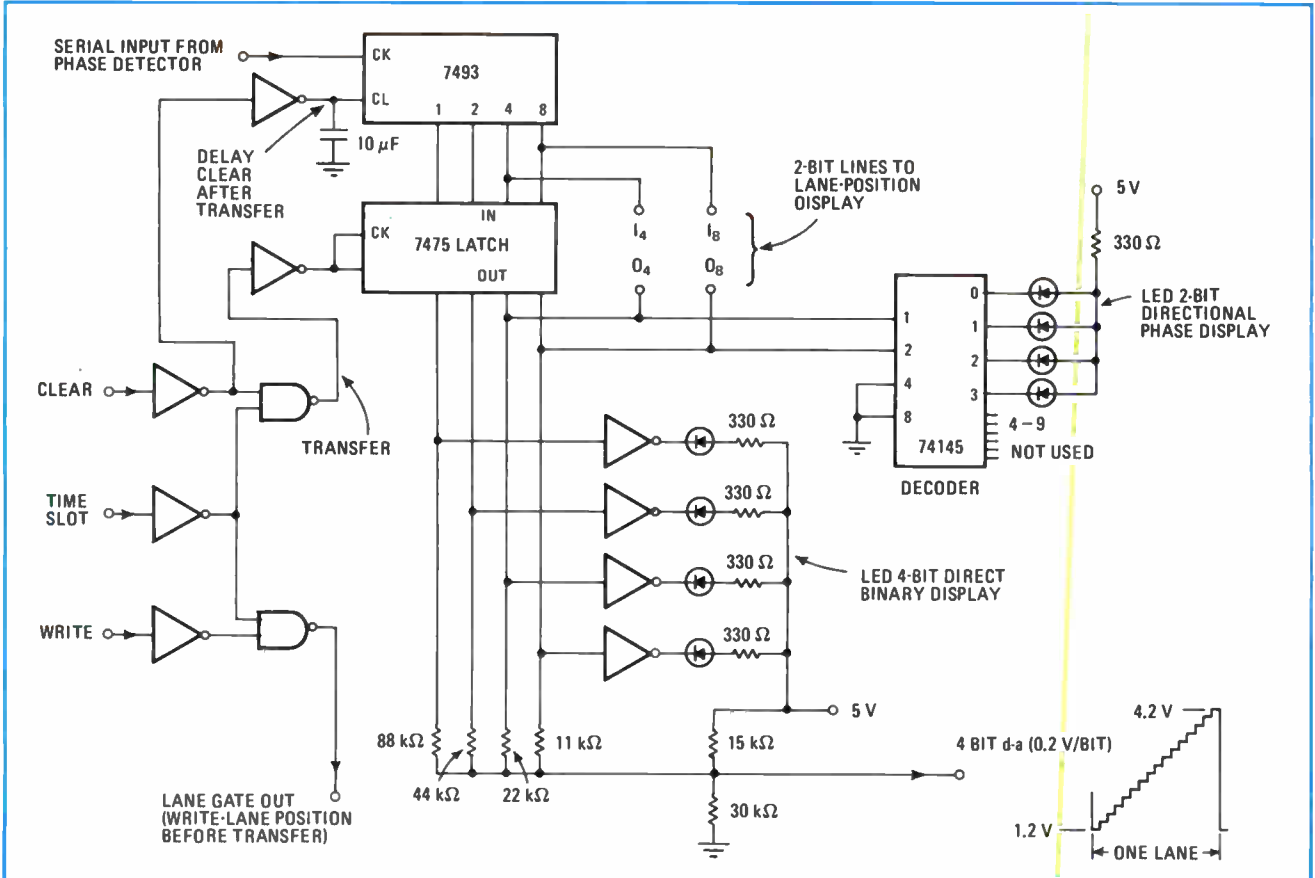 SERIAL INPUT FROM
PHASE DETECTOR
CK
7493
CL
1 2 4 8
10 µF
DELAY
CLEAR
AFTER
TRANSFER
2-BIT LINES TO
LANE-POSITION
DISPLAY
IN
CK
7475 LATCH
OUT
I4 I8
O4 O8
5 V
330 Ω
LED 2-BIT
DIRECTIONAL
PHASE DISPLAY
0
1
2
3
1
2
4
8
4 – 9
NOT USED
74145
DECODER
CLEAR
TRANSFER
TIME
SLOT
WRITE
330 Ω
330 Ω
330 Ω
330 Ω
LED 4-BIT DIRECT
BINARY DISPLAY
5 V
88 kΩ
44 kΩ
22 kΩ
11 kΩ
15 kΩ
30 kΩ
4 BIT d-a (0.2 V/BIT)
4.2 V
1.2 V
ONE LANE
LANE GATE OUT
(WRITE-LANE POSITION
BEFORE TRANSFER)